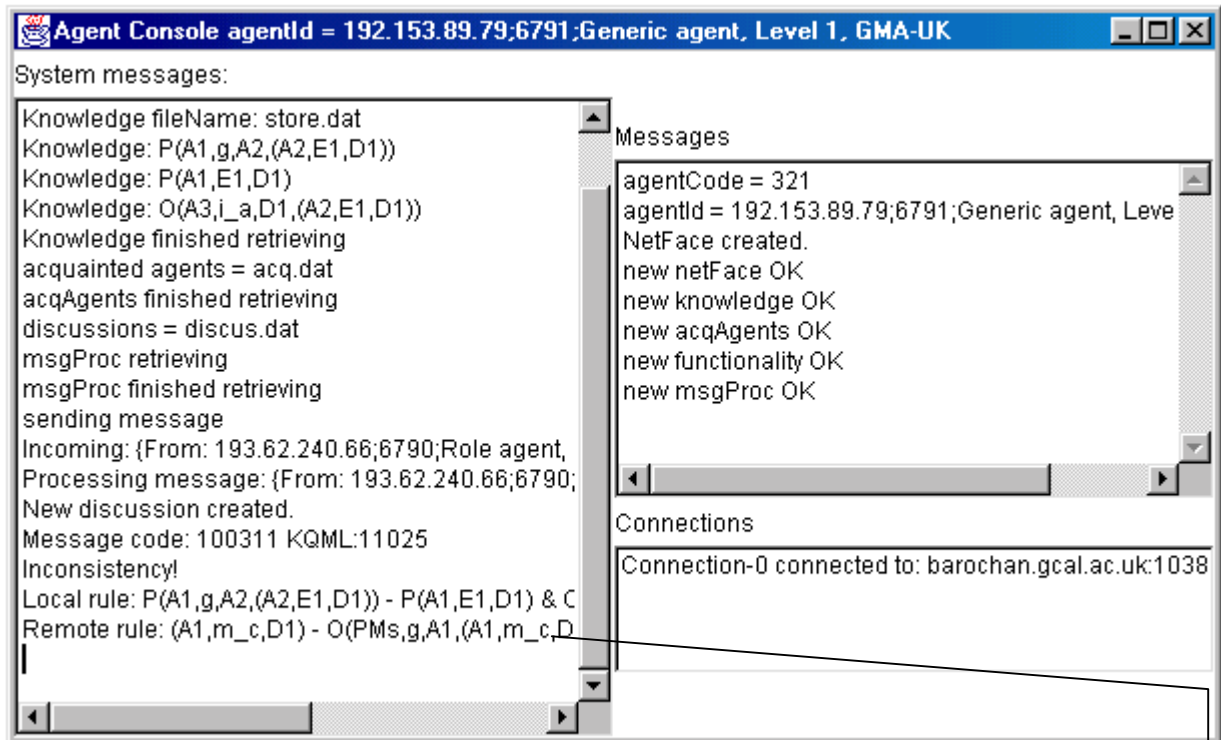 Agent Console agentId = 192.153.89.79;6791;Generic agent, Level 1, GMA-UK
System messages:
Knowledge fileName: store.dat
Knowledge: P(A1,g,A2,(A2,E1,D1))
Knowledge: P(A1,E1,D1)
Knowledge: O(A3,i_a,D1,(A2,E1,D1))
Knowledge finished retrieving
acquainted agents = acq.dat
acqAgents finished retrieving
discussions = discus.dat
msgProc retrieving
msgProc finished retrieving
sending message
Incoming: {From: 193.62.240.66;6790;Role agent,
Processing message: {From: 193.62.240.66;6790;
New discussion created.
Message code: 100311 KQML:11025
Inconsistency!
Local rule: P(A1,g,A2,(A2,E1,D1)) - P(A1,E1,D1) & C
Remote rule: (A1,m_c,D1) - O(PMs,g,A1,(A1,m_c,D
Messages
agentCode = 321
agentId = 192.153.89.79;6791;Generic agent, Leve
NetFace created.
new netFace OK
new knowledge OK
new acqAgents OK
new functionality OK
new msgProc OK
Connections
Connection-0 connected to: barochan.gcal.ac.uk:1038